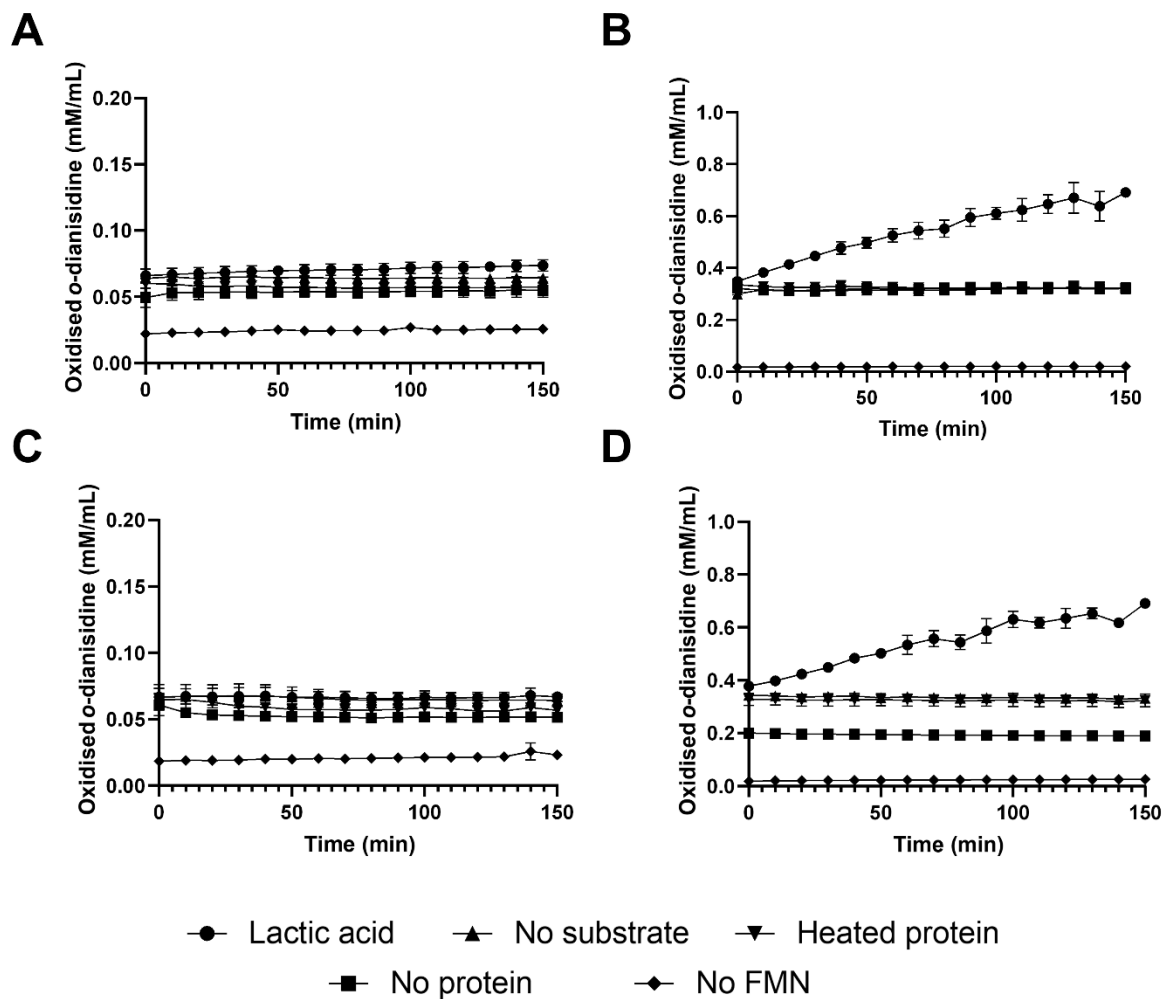 A
Oxidised o-dianisidine (mM/mL)
0.20
0.15
0.10
0.05
0.00
0
50
100
150
Time (min)
B
Oxidised o-dianisidine (mM/mL)
1.0
0.8
0.6
0.4
0.2
0.0
0
50
100
150
Time (min)
C
Oxidised o-dianisidine (mM/mL)
0.20
0.15
0.10
0.05
0.00
0
50
100
150
Time (min)
D
Oxidised o-dianisidine (mM/mL)
1.0
0.8
0.6
0.4
0.2
0.0
0
50
100
150
Time (min)
Lactic acid
No substrate
Heated protein
No protein
No FMN